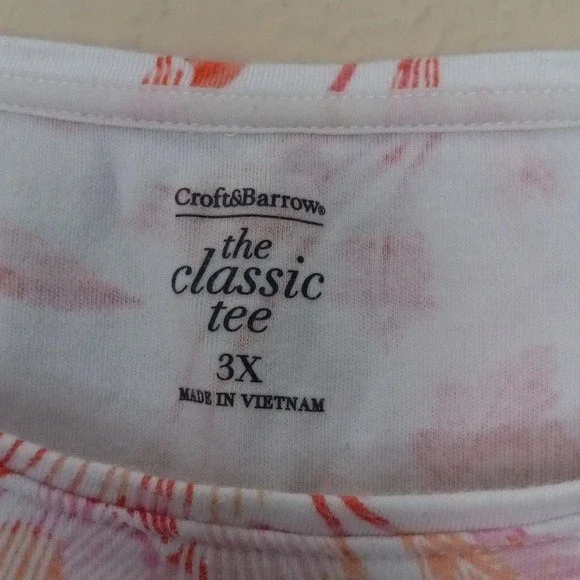 Croft&Barrow®
the
classic
tee
3X
MADE IN VIETNAM